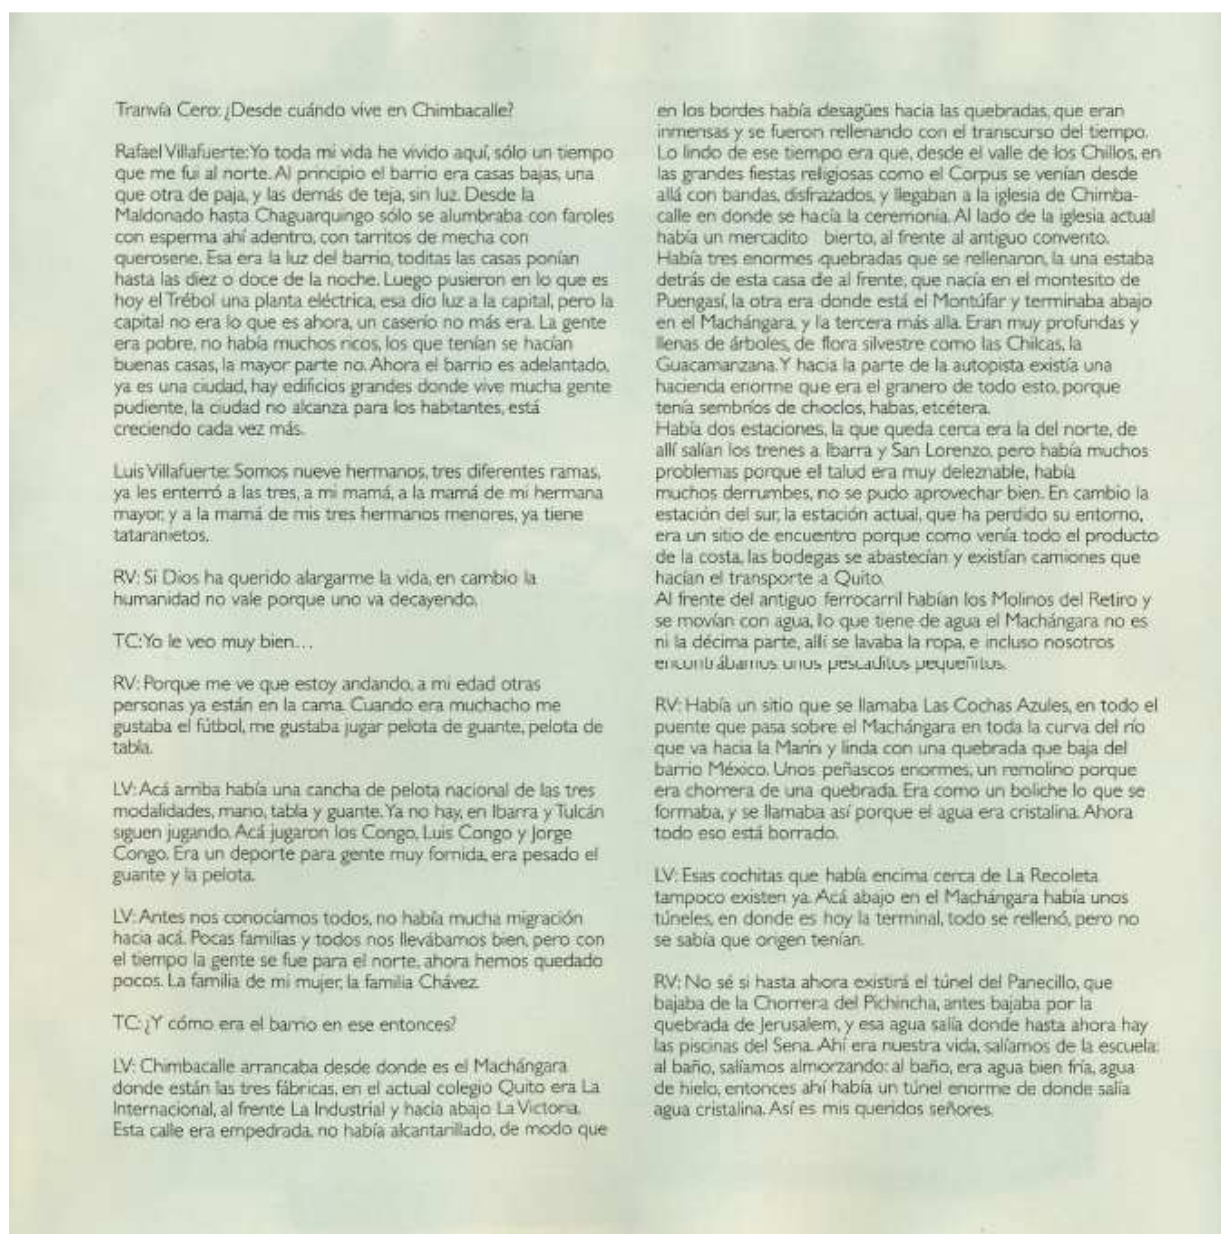 Tranvía Cero: ¿Desde cuándo vive en Chimbacalle?
Rafael Villafuerte: Yo toda mi vida he vivido aquí, sólo un tiempo
que me fui al norte. Al principio el barrio era casas bajas, una
que otra de paja, y las demás de teja, sin luz. Desde la
Maldonado hasta Chaguarquingo sólo se alumbraba con faroles
con esperma ahí adentro, con tarritos de mecha con
querosene. Esa era la luz del barrio, toditas las casas ponían
hasta las diez o doce de la noche. Luego pusieron en lo que es
hoy el Trébol una planta eléctrica, esa dio luz a la capital, pero la
capital no era lo que es ahora, un caserío no más era. La gente
era pobre, no había muchos ricos, los que tenían se hacían
buenas casas, la mayor parte no. Ahora el barrio es adelantado,
ya es una ciudad, hay edificios grandes donde vive mucha gente
pudiente, la ciudad no alcanza para los habitantes, está
creciendo cada vez más.
Luis Villafuerte: Somos nueve hermanos, tres diferentes ramas,
ya les enterró a las tres, a mi mamá, a la mamá de mi hermana
mayor, y a la mamá de mis tres hermanos menores, ya tiene
tataranietos.
RV: Si Dios ha querido alargarme la vida, en cambio la
humanidad no vale porque uno va decayendo.
TC: Yo le veo muy bien...
RV: Porque me ve que estoy andando, a mi edad otras
personas ya están en la cama. Cuando era muchacho me
gustaba el fútbol, me gustaba jugar pelota de guante, pelota de
tabla.
LV: Acá arriba había una cancha de pelota nacional de las tres
modalidades, mano, tabla y guante. Ya no hay, en Ibarra y Tulcán
siguen jugando. Acá jugaron los Congo, Luis Congo y Jorge
Congo. Era un deporte para gente muy fornida, era pesado el
guante y la pelota.
LV: Antes nos conocíamos todos, no había mucha migración
hacia acá. Pocas familias y todos nos llevábamos bien, pero con
el tiempo la gente se fue para el norte, ahora hemos quedado
pocos. La familia de mi mujer, la familia Chávez.
TC: ¿Y cómo era el barrio en ese entonces?
LV: Chimbacalle arrancaba desde donde es el Machángara
donde están las tres fábricas, en el actual colegio Quito era La
Internacional, al frente La Industrial y hacia abajo La Victoria.
Esta calle era empedrada, no había alcantarillado, de modo que
en los bordes había desagües hacia las quebradas, que eran
inmensas y se fueron rellenando con el transcurso del tiempo.
Lo lindo de ese tiempo era que, desde el valle de los Chillos, en
las grandes fiestas religiosas como el Corpus se venían desde
allá con bandas, disfrazados, y llegaban a la iglesia de Chimba-
calle en donde se hacía la ceremonia. Al lado de la iglesia actual
había un mercadito bierto, al frente al antiguo convento.
Había tres enormes quebradas que se rellenaron, la una estaba
detrás de esta casa de al frente, que nacía en el montesito de
Puengasí, la otra era donde está el Montúfar y terminaba abajo
en el Machángara, y la tercera más alla. Eran muy profundas y
llenas de árboles, de flora silvestre como las Chilcas, la
Guacamanzana. Y hacia la parte de la autopista existía una
hacienda enorme que era el granero de todo esto, porque
tenía sembríos de choclos, habas, etcétera.
Había dos estaciones, la que queda cerca era la del norte, de
allí salían los trenes a Ibarra y San Lorenzo, pero había muchos
problemas porque el talud era muy deleznable, había
muchos derrumbes, no se pudo aprovechar bien. En cambio la
estación del sur, la estación actual, que ha perdido su entorno,
era un sitio de encuentro porque como venía todo el producto
de la costa, las bodegas se abastecían y existían camiones que
hacían el transporte a Quito.
Al frente del antiguo ferrocarril habían los Molinos del Retiro y
se movían con agua, lo que tiene de agua el Machángara no es
ni la décima parte, allí se lavaba la ropa, e incluso nosotros
encontrábamos unos pescaditos pequeñitos.
RV: Había un sitio que se llamaba Las Cochas Azules, en todo el
puente que pasa sobre el Machángara en toda la curva del río
que va hacia la Marín y linda con una quebrada que baja del
barrio México. Unos peñascos enormes, un remolino porque
era chorrera de una quebrada. Era como un boliche lo que se
formaba, y se llamaba así porque el agua era cristalina. Ahora
todo eso está borrado.
LV: Esas cochitas que había encima cerca de La Recoleta
tampoco existen ya. Acá abajo en el Machángara había unos
túneles, en donde es hoy la terminal, todo se rellenó, pero no
se sabía que origen tenían.
RV: No sé si hasta ahora existirá el túnel del Panecillo, que
bajaba de la Chorrera del Pichincha, antes bajaba por la
quebrada de Jerusalem, y esa agua salía donde hasta ahora hay
las piscinas del Sena. Ahí era nuestra vida, salíamos de la escuela:
al baño, salíamos almorzando: al baño, era agua bien fría, agua
de hielo, entonces ahí había un túnel enorme de donde salía
agua cristalina. Así es mis queridos señores.